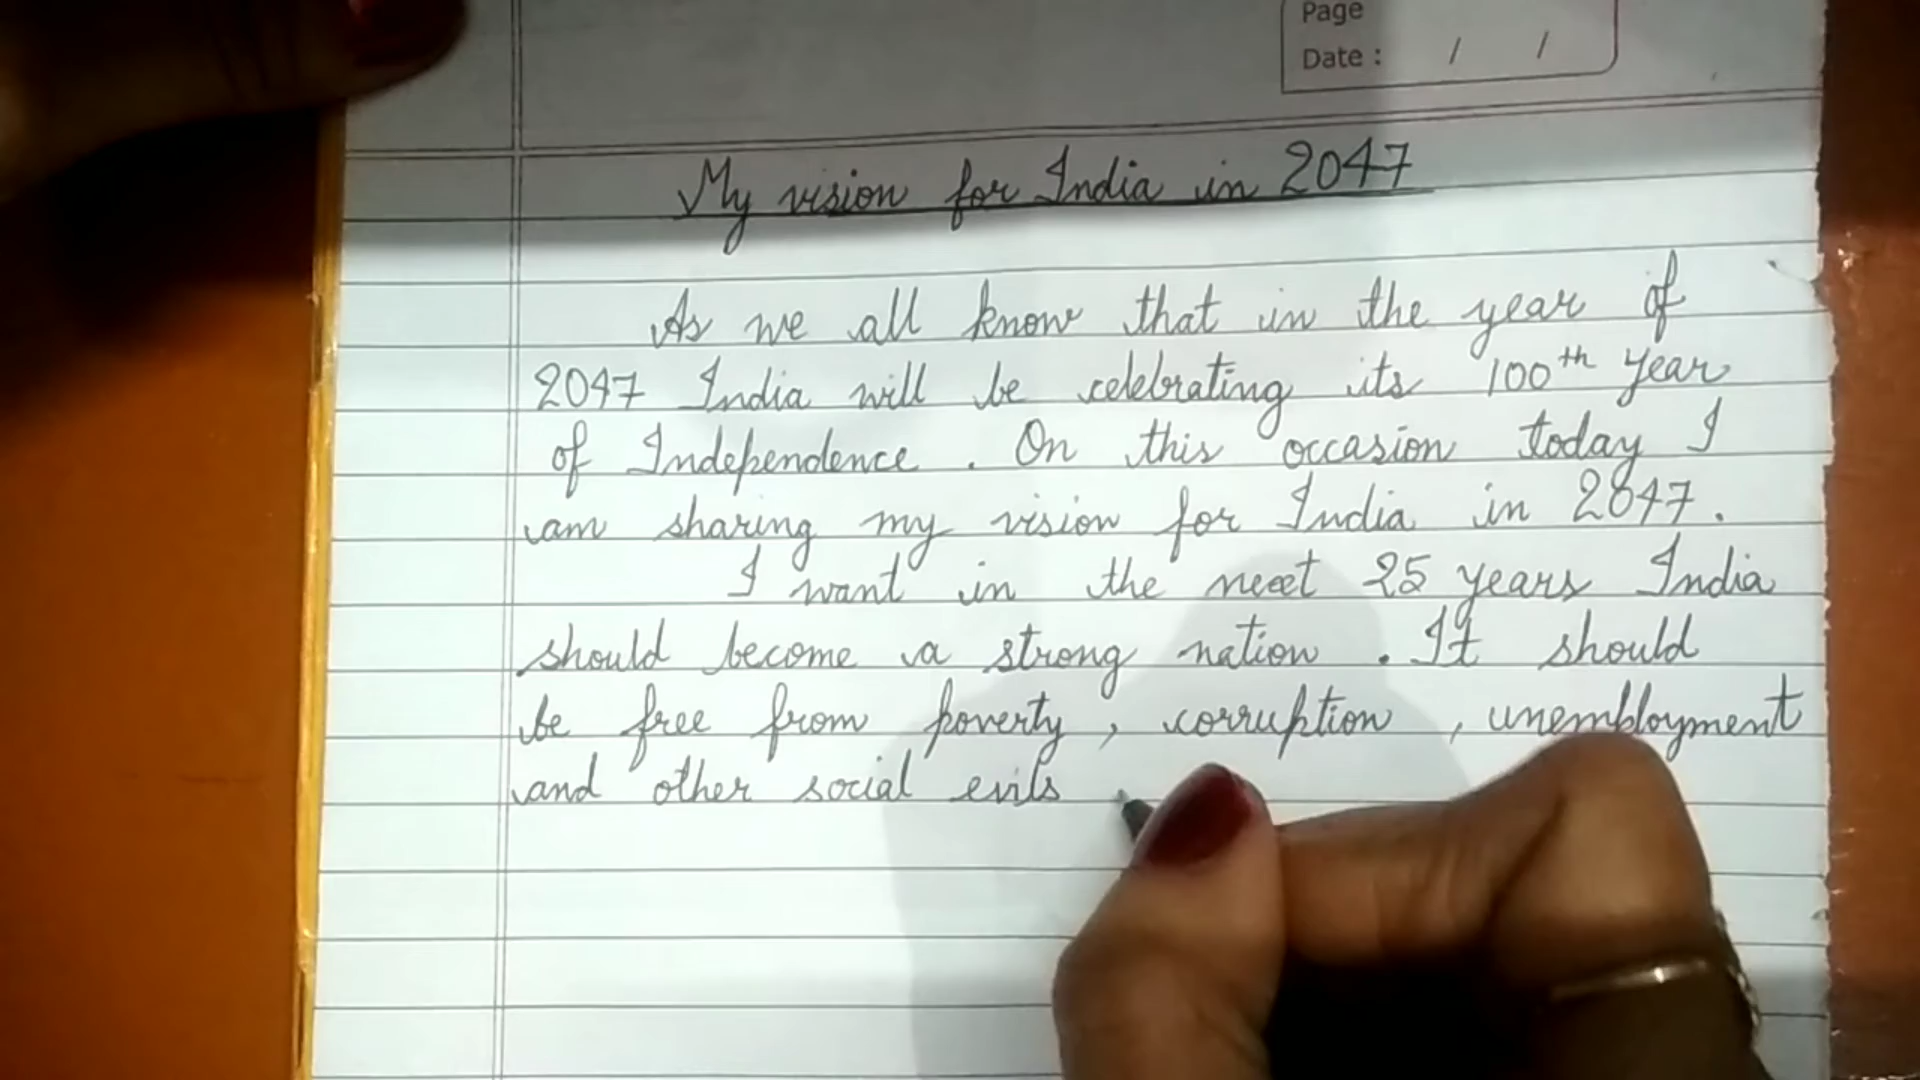 Page
Date : / /
My vision for India in 2047
As we all know that in the year of
2047 India will be celebrating its 100th year
of Independence . On this occasion today I
am sharing my vision for India in 2047.
I want in the next 25 years India
should become a strong nation . It should
be free from poverty , corruption , unemployment
and other social evils